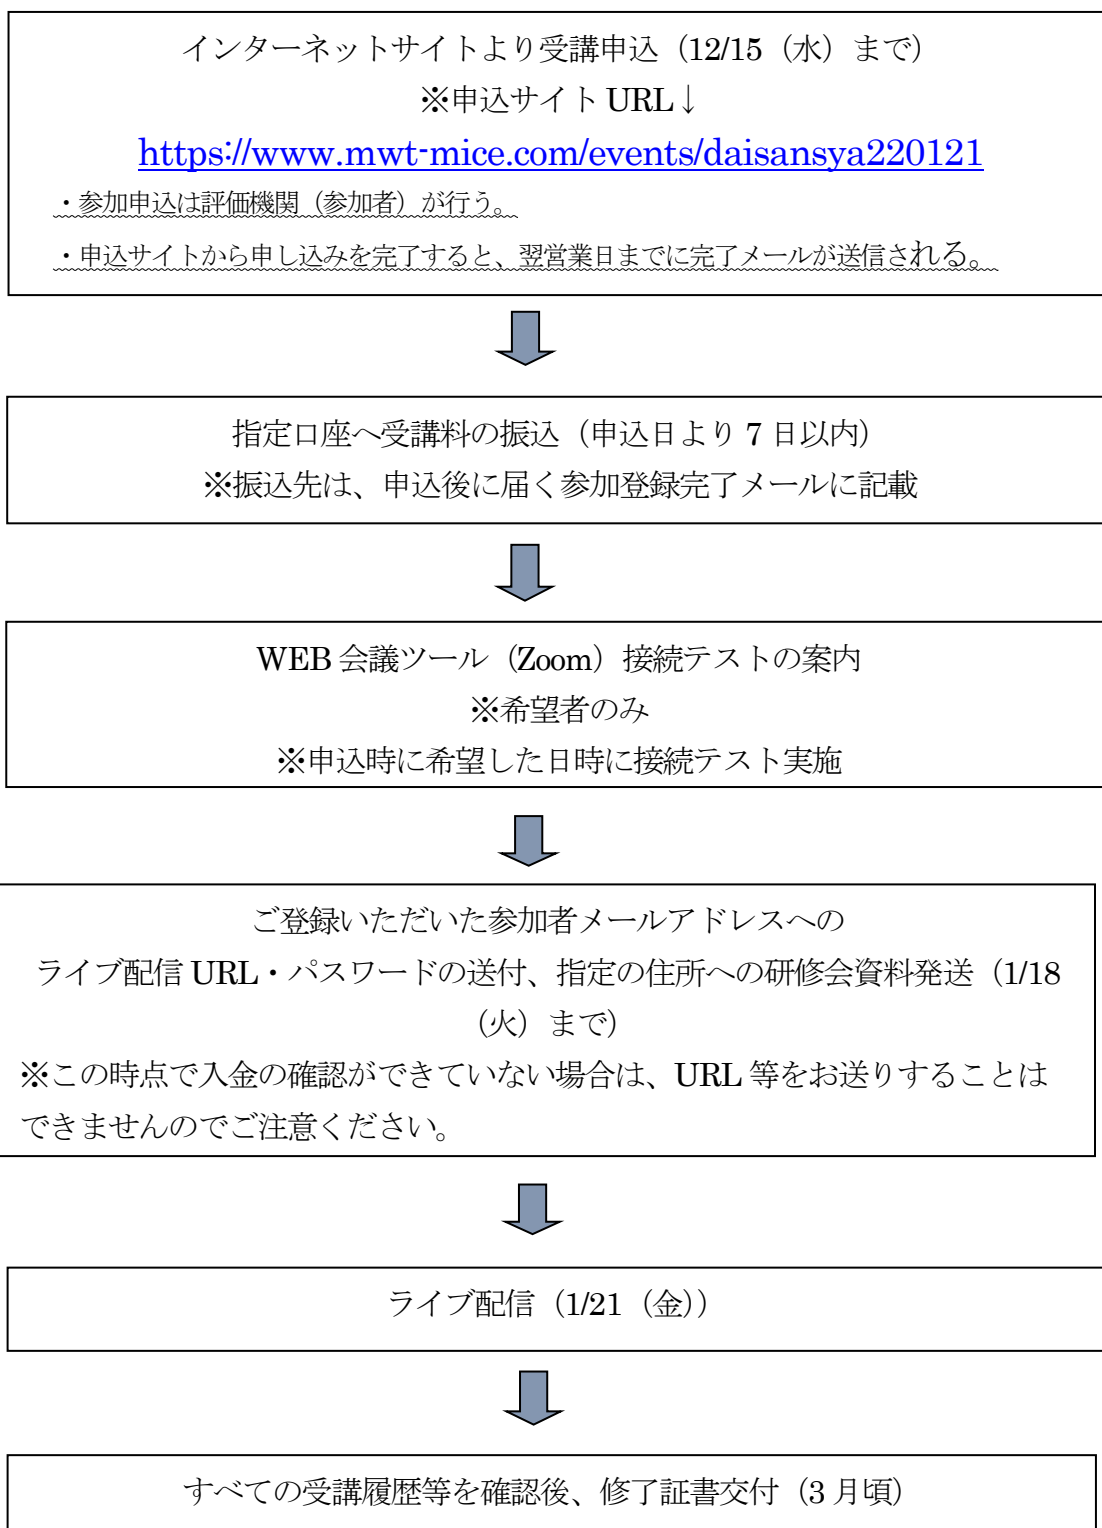 インターネットサイトより受講申込（12/15（水）まで）
※申込サイト URL↓
https://www.mwt-mice.com/events/daisansya220121
・参加申込は評価機関（参加者）が行う。
・申込サイトから申し込みを完了すると、翌営業日までに完了メールが送信される。
指定口座へ受講料の振込（申込日より 7 日以内）
※振込先は、申込後に届く参加登録完了メールに記載
WEB 会議ツール（Zoom）接続テストの案内
※希望者のみ
※申込時に希望した日時に接続テスト実施
ご登録いただいた参加者メールアドレスへの
ライブ配信 URL・パスワードの送付、指定の住所への研修会資料発送（1/18
（火）まで）
※この時点で入金の確認ができていない場合は、URL 等をお送りすることは
できませんのでご注意ください。
ライブ配信（1/21（金））
すべての受講履歴等を確認後、修了証書交付（3 月頃）